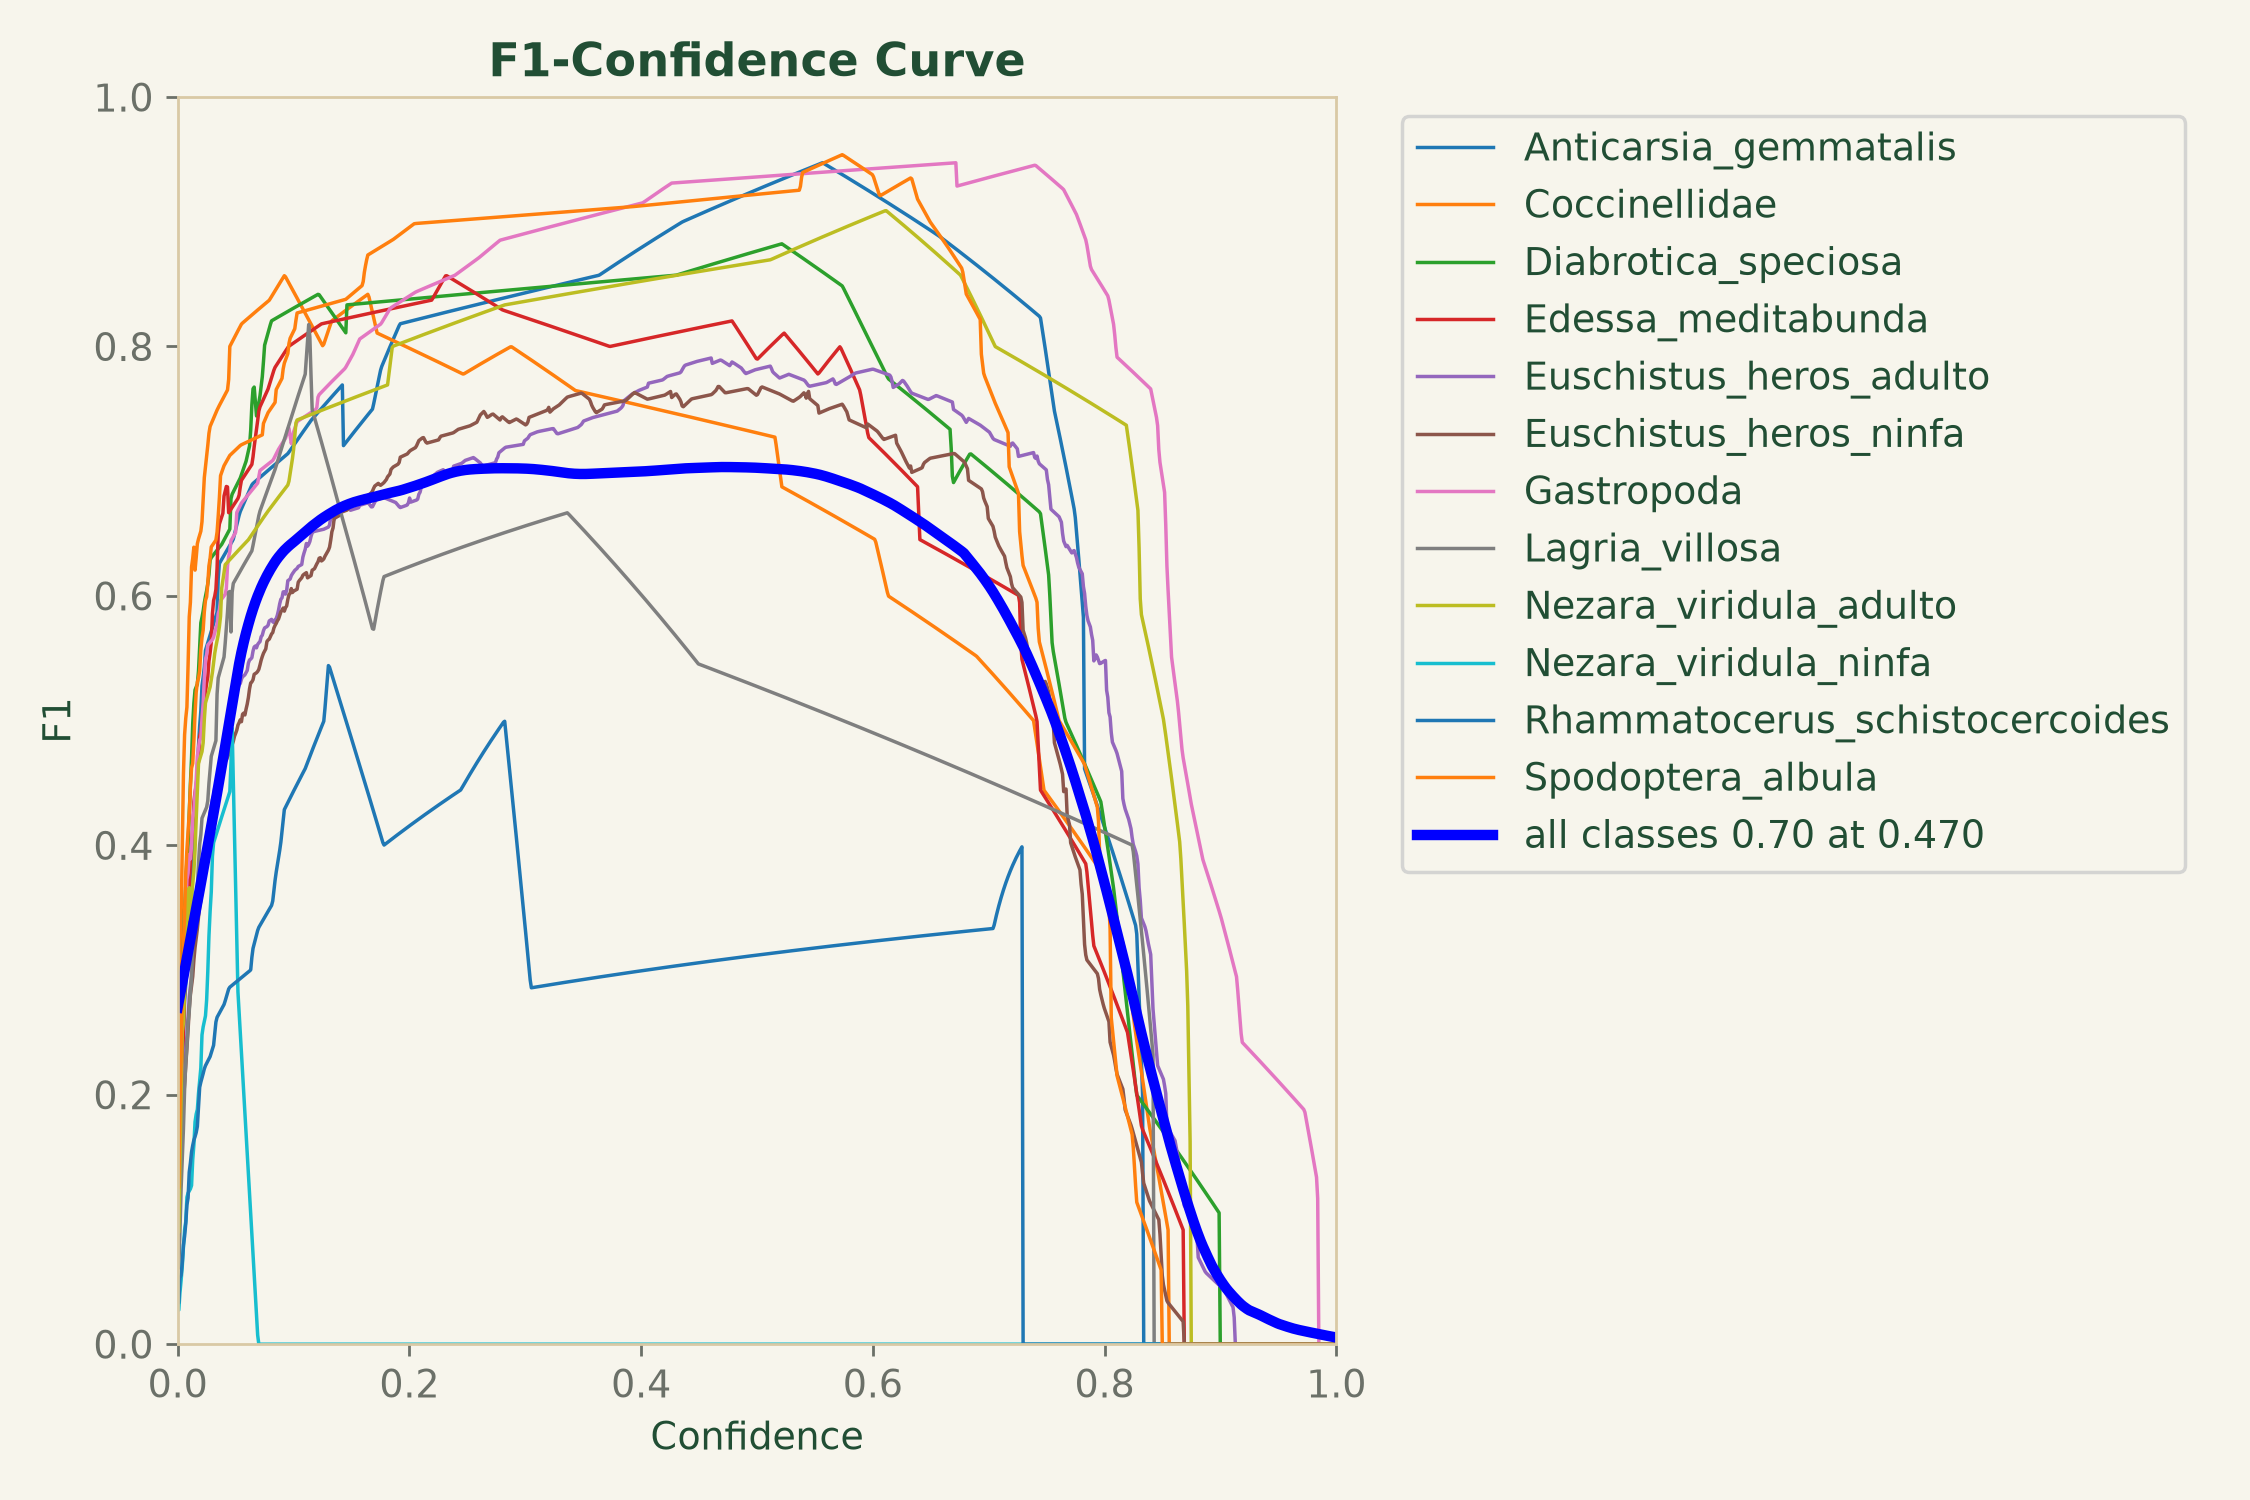 F1-Confidence Curve
1.0
0.8
0.6
0.4
0.2
0.0
F1
0.0 0.2 0.4 0.6 0.8 1.0
Confidence
Anticarsia_gemmatalis
Coccinellidae
Diabrotica_speciosa
Edessa_meditabunda
Euschistus_heros_adulto
Euschistus_heros_ninfa
Gastropoda
Lagria_villosa
Nezara_viridula_adulto
Nezara_viridula_ninfa
Rhammatocerus_schistocercoides
Spodoptera_albula
all classes 0.70 at 0.470